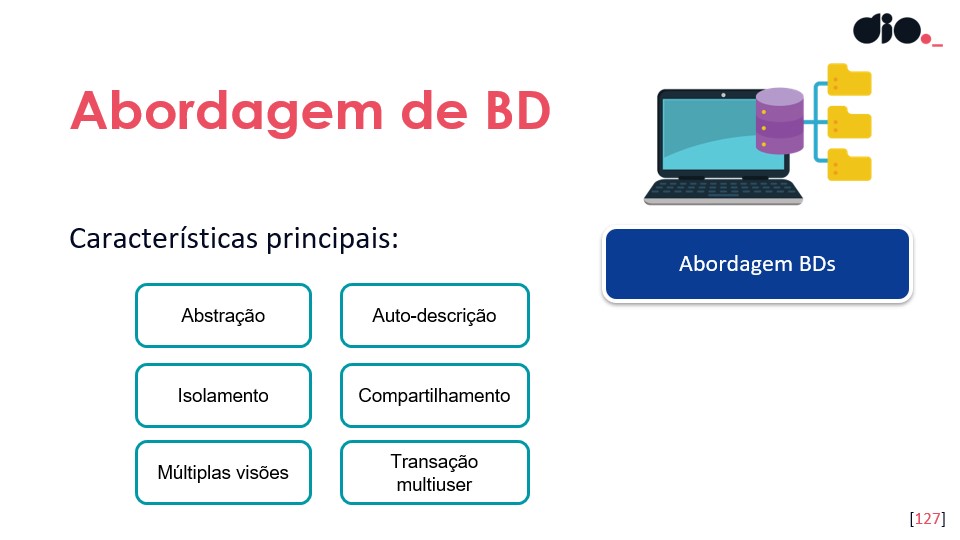 dio._
Abordagem de BD
Características principais:
Abordagem BDs
Abstração
Auto-descrição
Isolamento
Compartilhamento
Múltiplas visões
Transação
multiuser
[127]